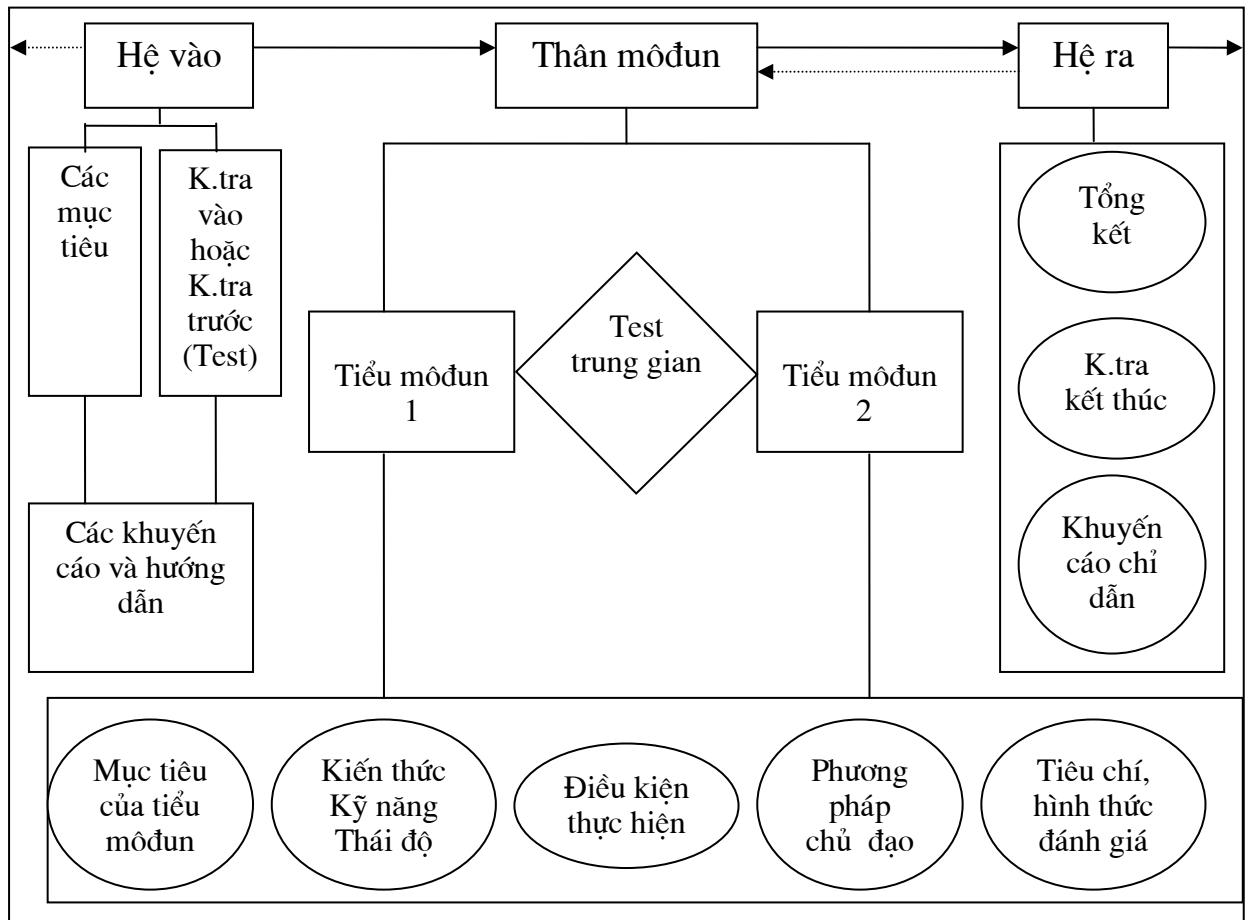 Hệ vào
Thân môđun
Hệ ra
Các
mục
tiêu
K.tra
vào
hoặc
K.tra
trước
(Test)
Các khuyến
cáo và hướng
dẫn
Tiểu môđun
1
Test
trung gian
Tiểu môđun
2
Tổng
kết
K.tra
kết thúc
Khuyến
cáo chỉ
dẫn
Mục tiêu
của tiểu
môđun
Kiến thức
Kỹ năng
Thái độ
Điều kiện
thực hiện
Phương
pháp
chủ đạo
Tiêu chí,
hình thức
đánh giá